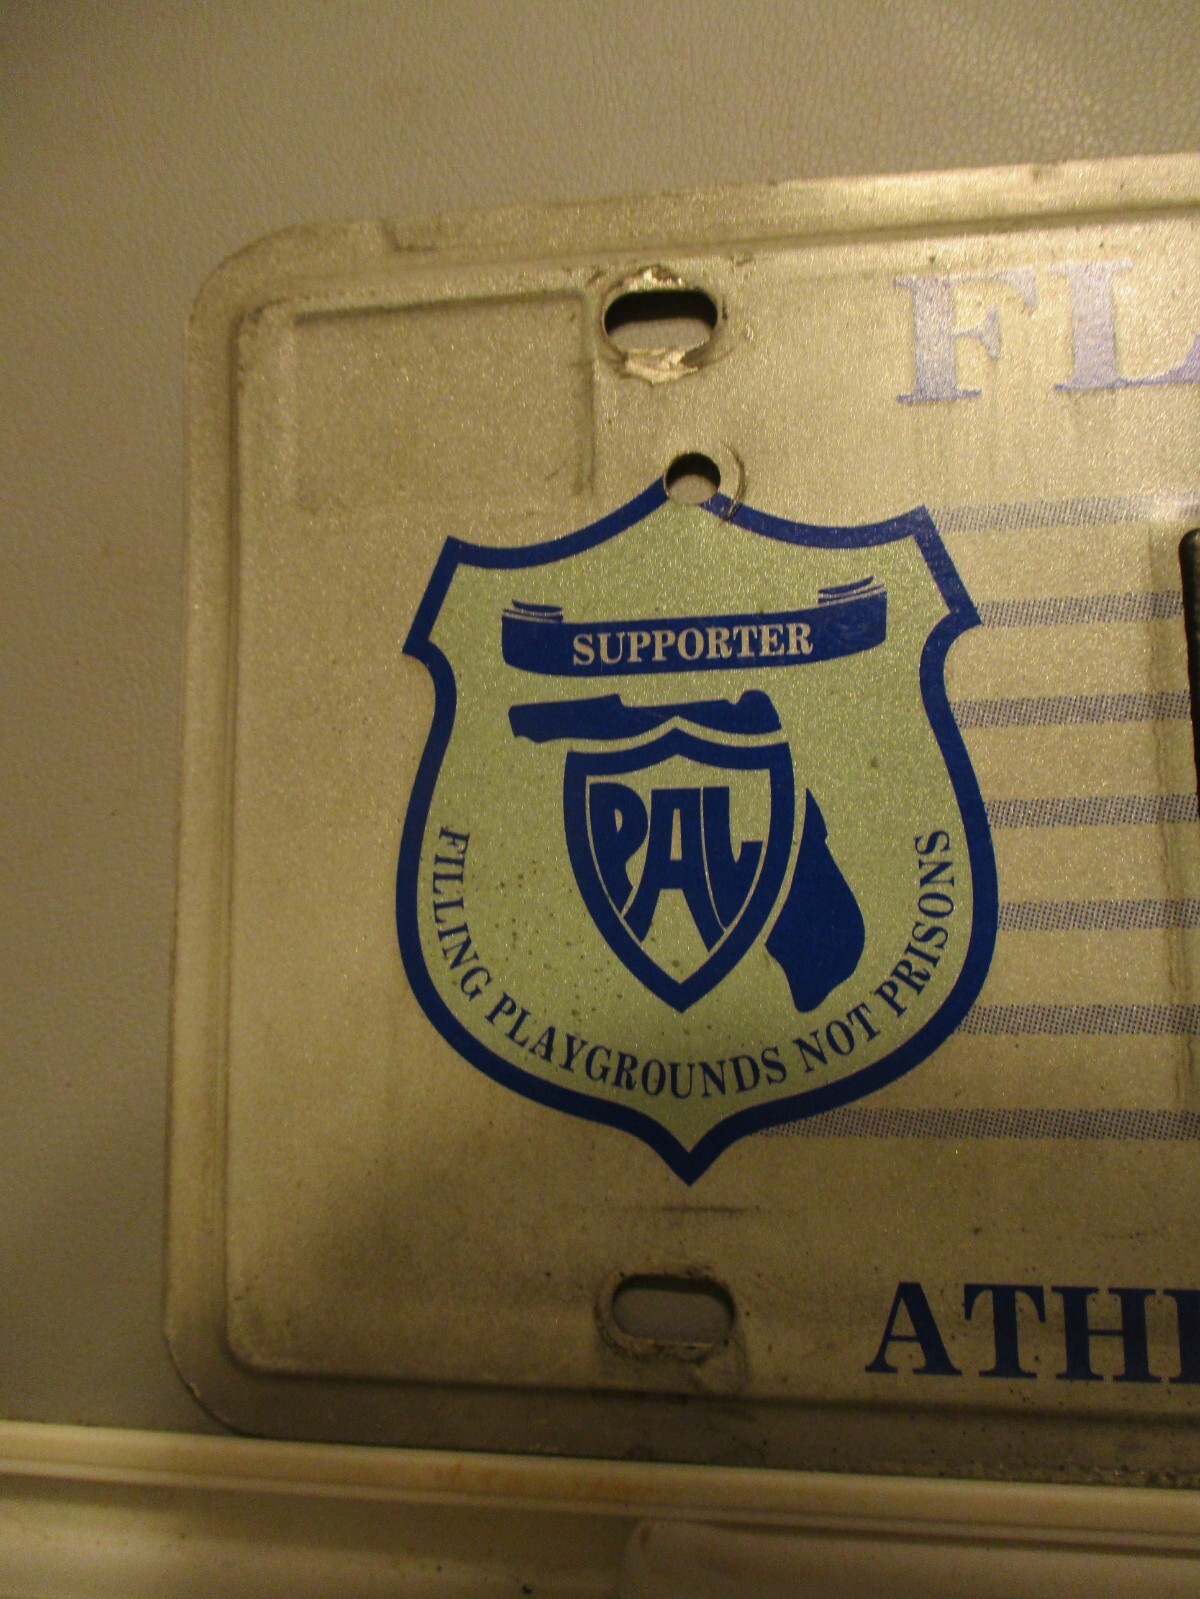 FL
SUPPORTER
PAL
FILLING PLAYGROUNDS NOT PRISONS
ATH